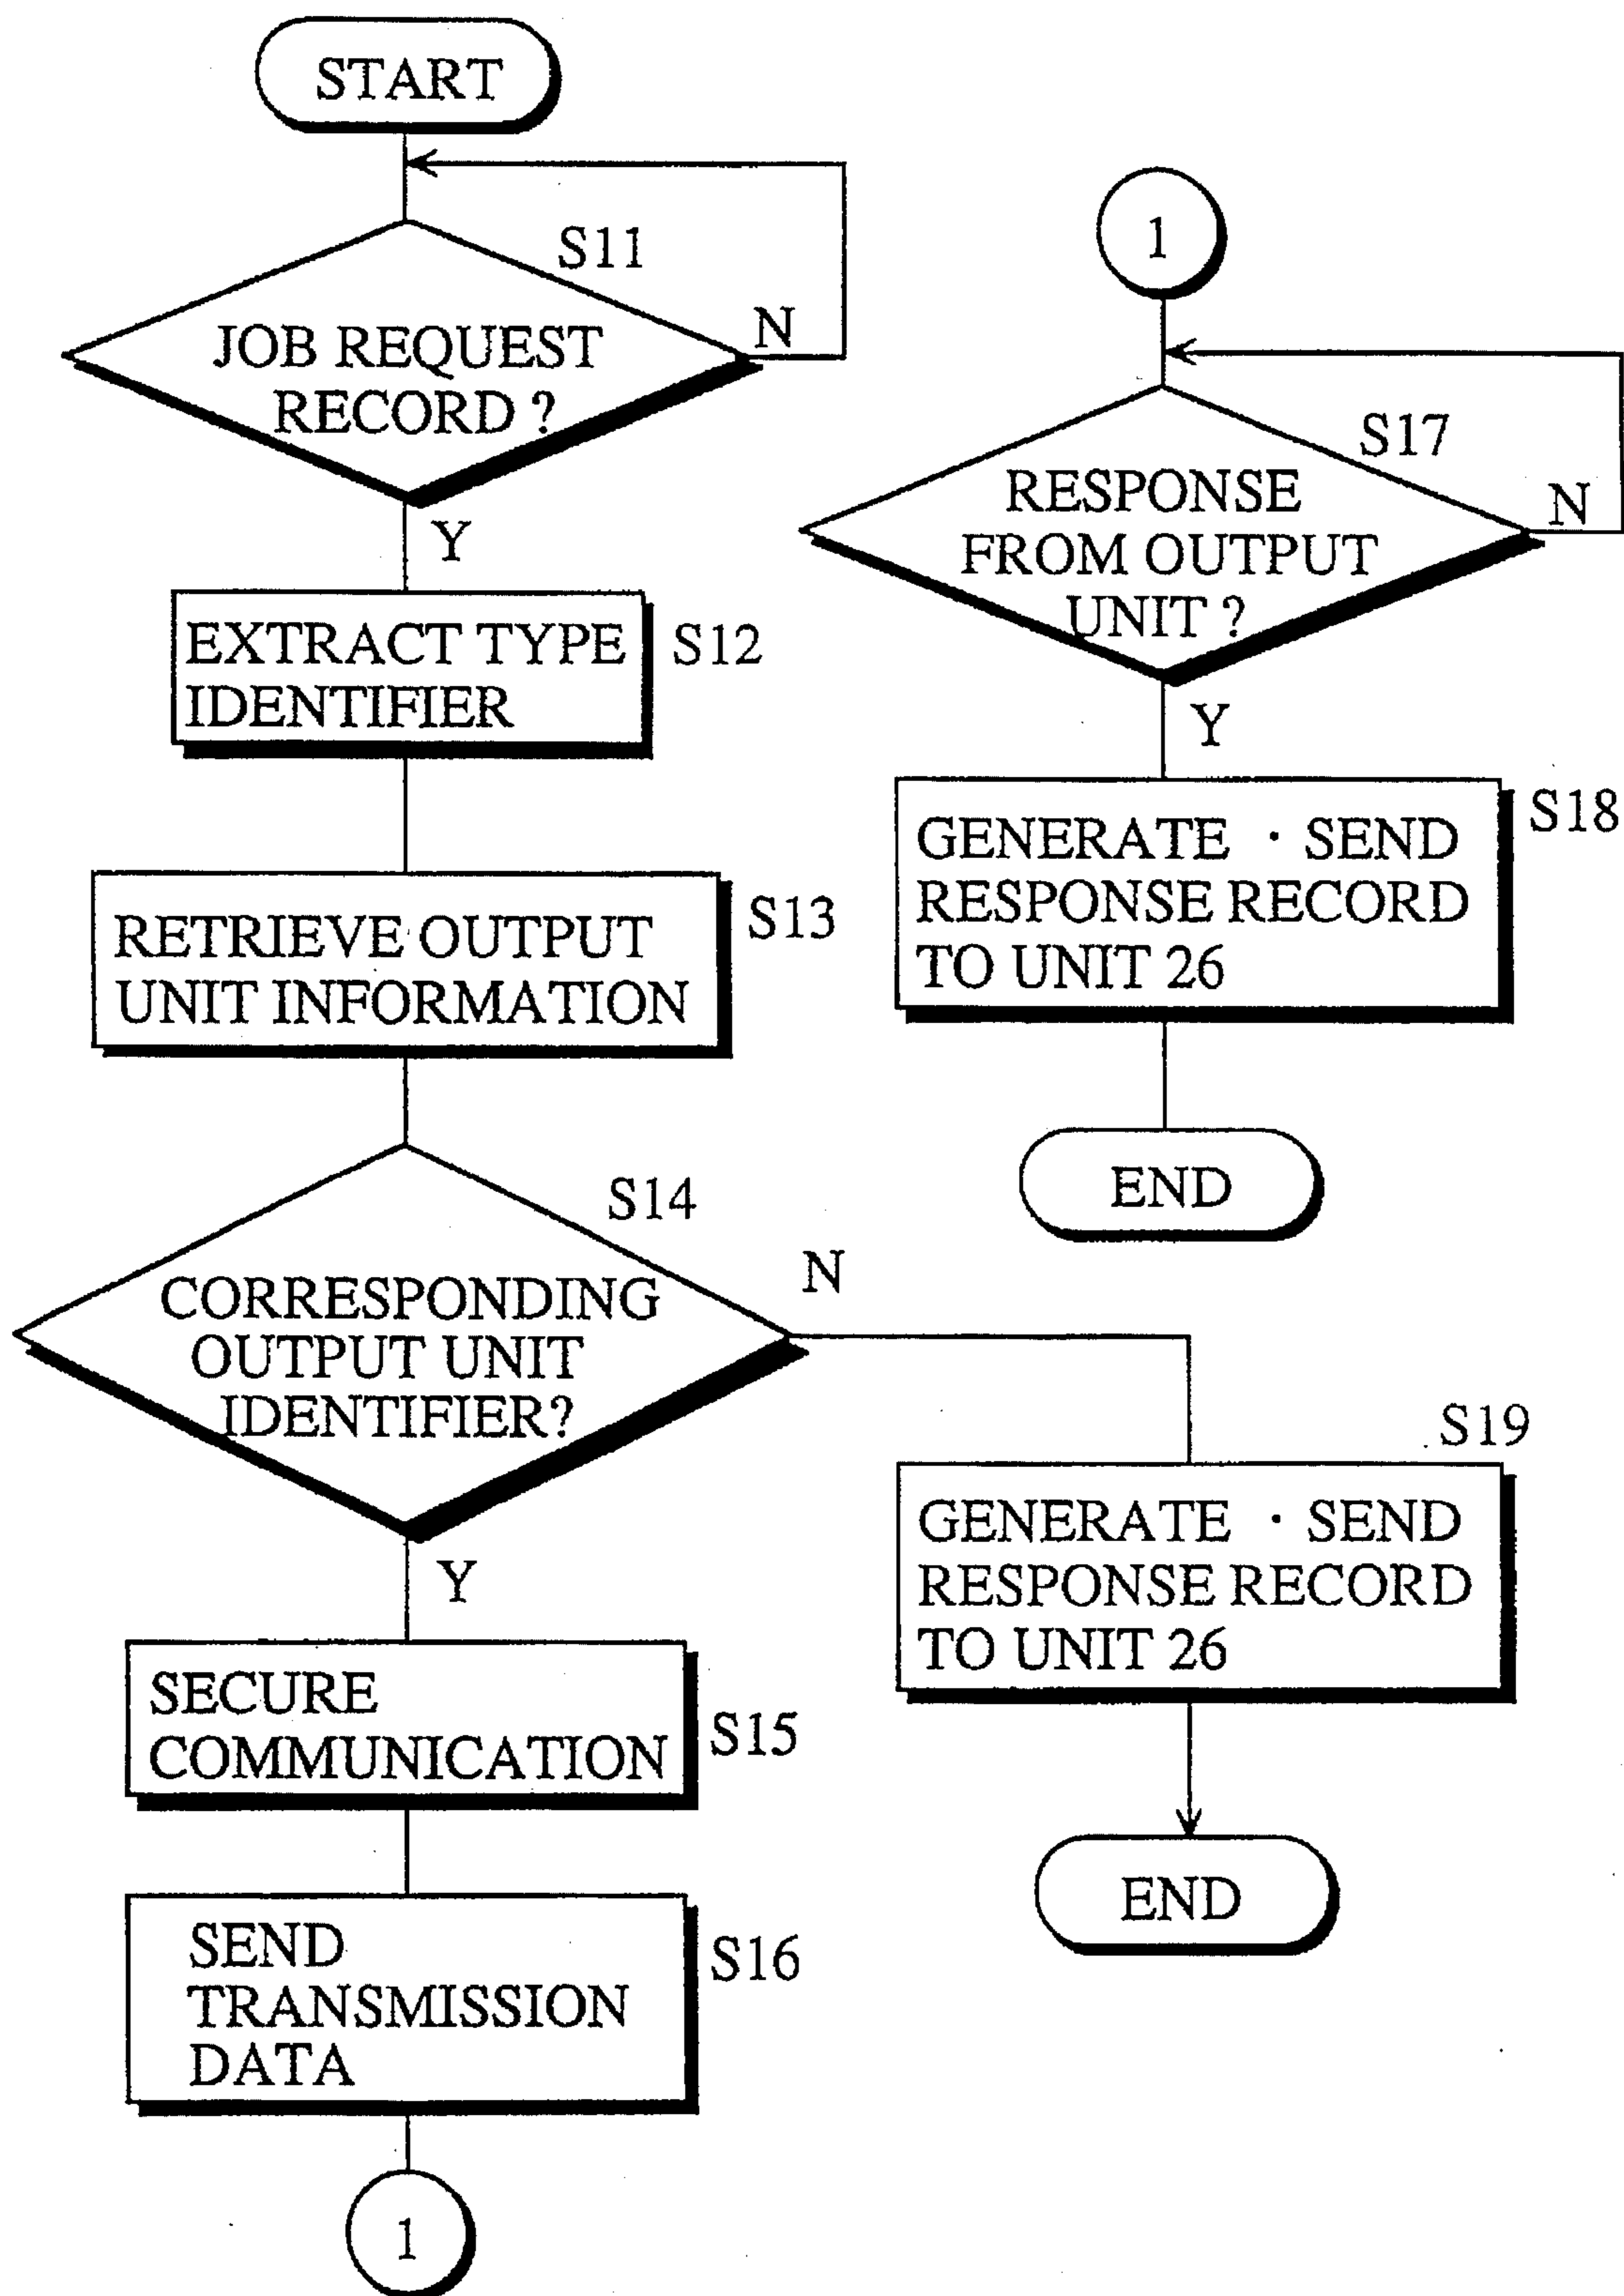 START
S11
JOB REQUEST
RECORD ?
N
Y
EXTRACT TYPE
IDENTIFIER
S12
RETRIEVE OUTPUT
UNIT INFORMATION
S13
S14
CORRESPONDING
OUTPUT UNIT
IDENTIFIER?
N
Y
SECURE
COMMUNICATION
S15
SEND
TRANSMISSION
DATA
S16
1
1
S17
RESPONSE
FROM OUTPUT
UNIT ?
N
Y
GENERATE · SEND
RESPONSE RECORD
TO UNIT 26
S18
END
S19
GENERATE · SEND
RESPONSE RECORD
TO UNIT 26
END